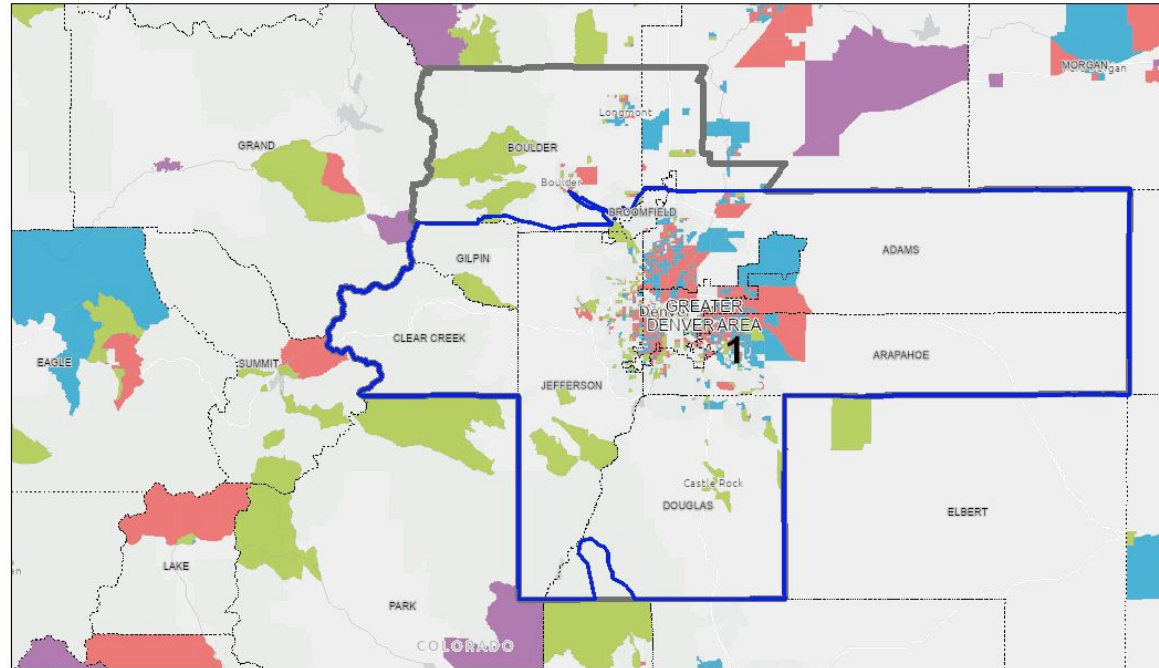 MORGAN
Longmont
GRAND
BOULDER
Boulder
BROOMFIELD
ADAMS
GILPIN
GREATER
DENVER AREA
1
CLEAR CREEK
ARAPAHOE
EAGLE
SUMMIT
JEFFERSON
Castle Rock
DOUGLAS
ELBERT
LAKE
PARK
COLORADO